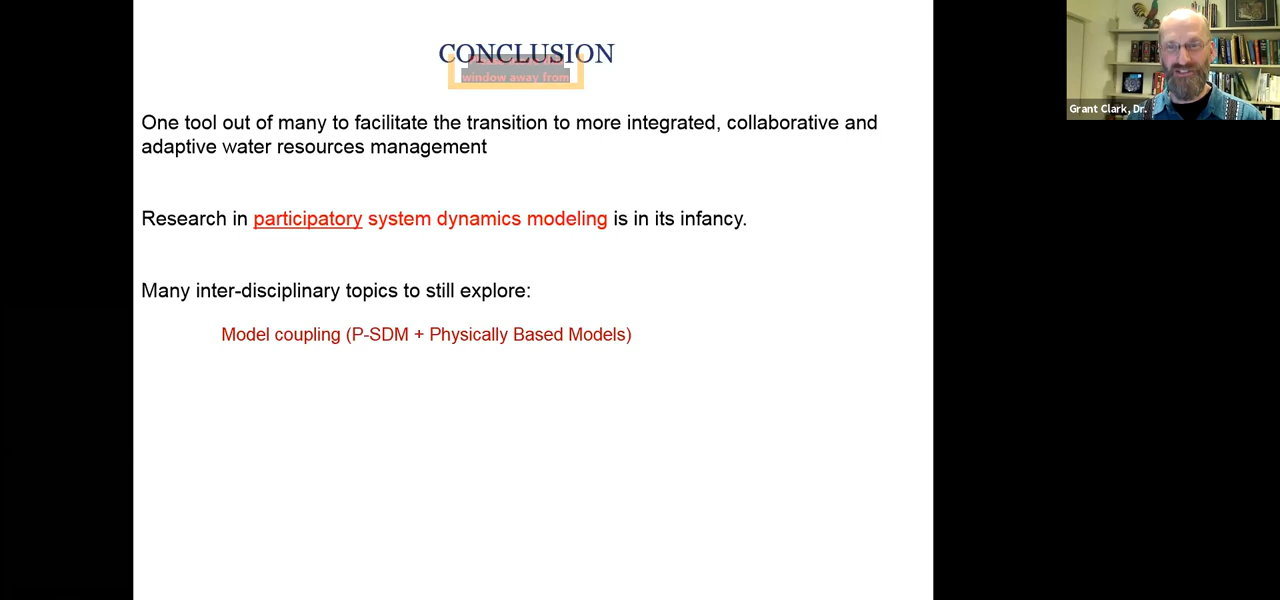 CONCLUSION
window away from
One tool out of many to facilitate the transition to more integrated, collaborative and
adaptive water resources management
Research in participatory system dynamics modeling is in its infancy.
Many inter-disciplinary topics to still explore:
Model coupling (P-SDM + Physically Based Models)
Grant Clark, Dr.